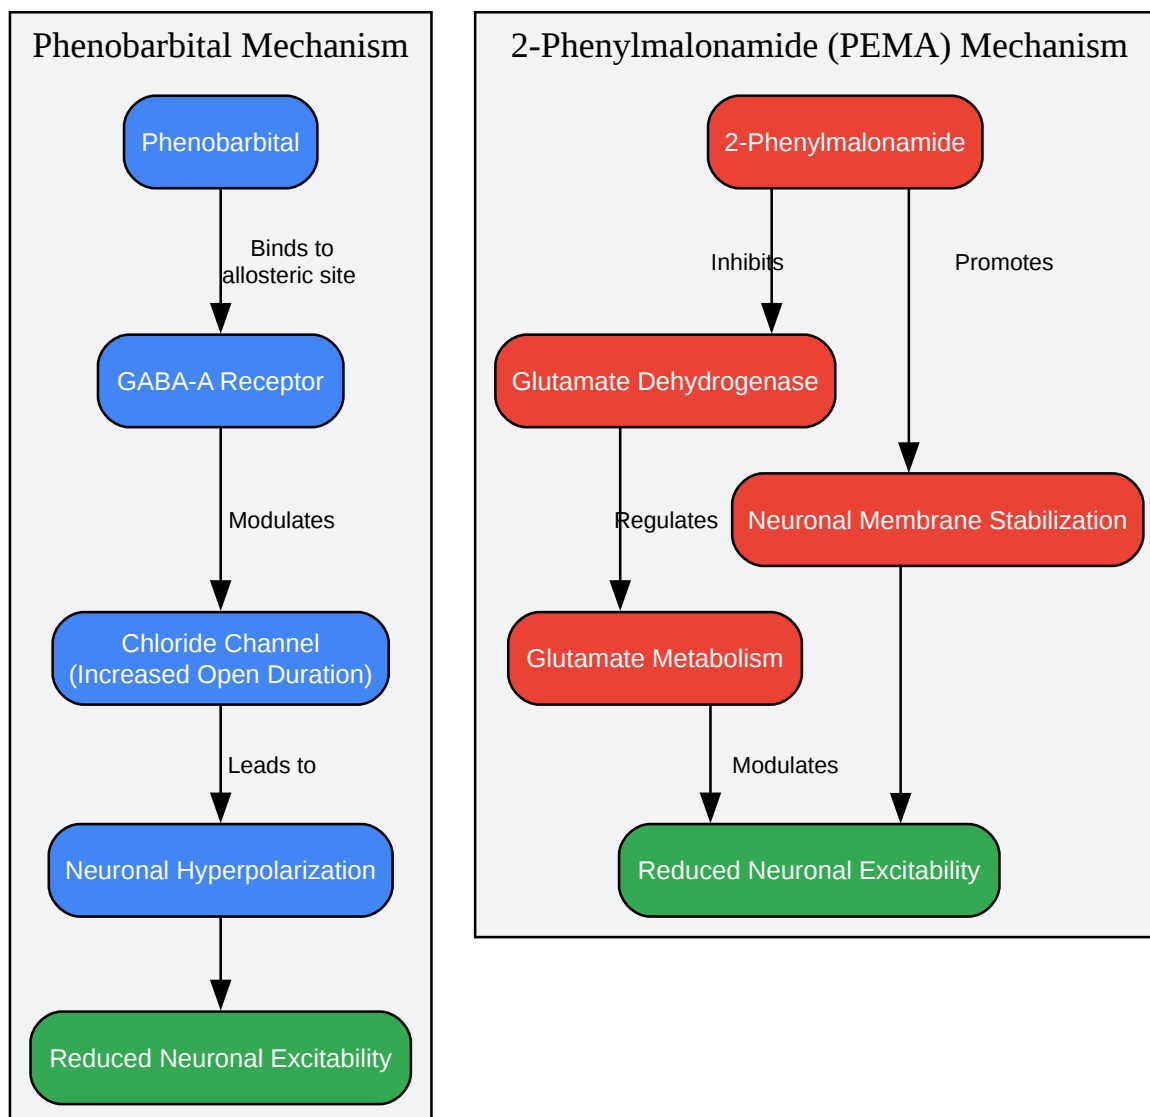 Phenobarbital Mechanism
Phenobarbital
Binds to
allosteric site
GABA-A Receptor
Modulates
Chloride Channel
(Increased Open Duration)
Leads to
Neuronal Hyperpolarization
Reduced Neuronal Excitability
2-Phenylmalonamide (PEMA) Mechanism
2-Phenylmalonamide
Inhibits
Promotes
Glutamate Dehydrogenase
Regulates
Neuronal Membrane Stabilization
Glutamate Metabolism
Modulates
Reduced Neuronal Excitability